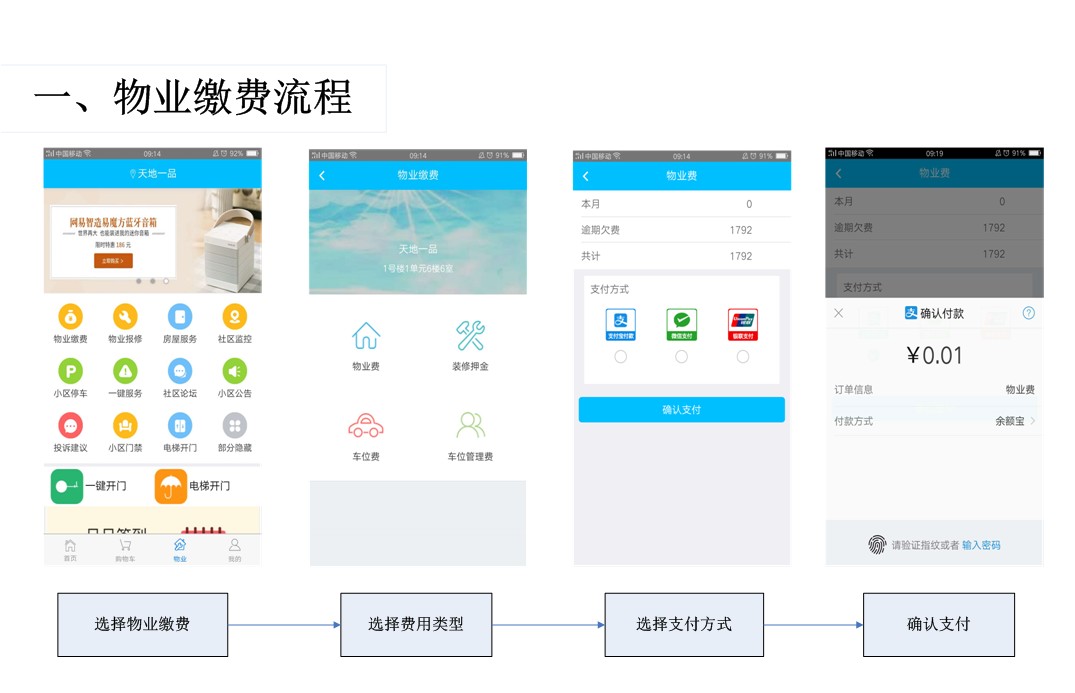 一、物业缴费流程
中国移动 09:14 92%
天地一品
网易智造易魔方蓝牙音箱
世界再大 也能装进我的迷你音箱
限时特惠 186 元
立即购买 >
物业缴费 物业报修 房屋服务 社区监控
P
小区停车 一键服务 社区论坛 小区公告
投诉建议 小区门禁 电梯开门 部分隐藏
一键开门 电梯开门
首页 购物车 物业 我的
中国移动 09:14 91%
物业缴费
天地一品
1号楼1单元6楼6室
物业费 装修押金
车位费 车位管理费
中国移动 09:14 91%
物业费
本月 0
逾期欠费 1792
共计 1792
支付方式
支 支付宝付款 微信支付 银联支付
确认支付
中国移动 09:19 91%
物业费
本月 0
逾期欠费 1792
共计 1792
支付方式
支 确认付款 ?
¥0.01
订单信息 物业费
付款方式 余额宝 >
请验证指纹或者 输入密码
选择物业缴费 选择费用类型 选择支付方式 确认支付